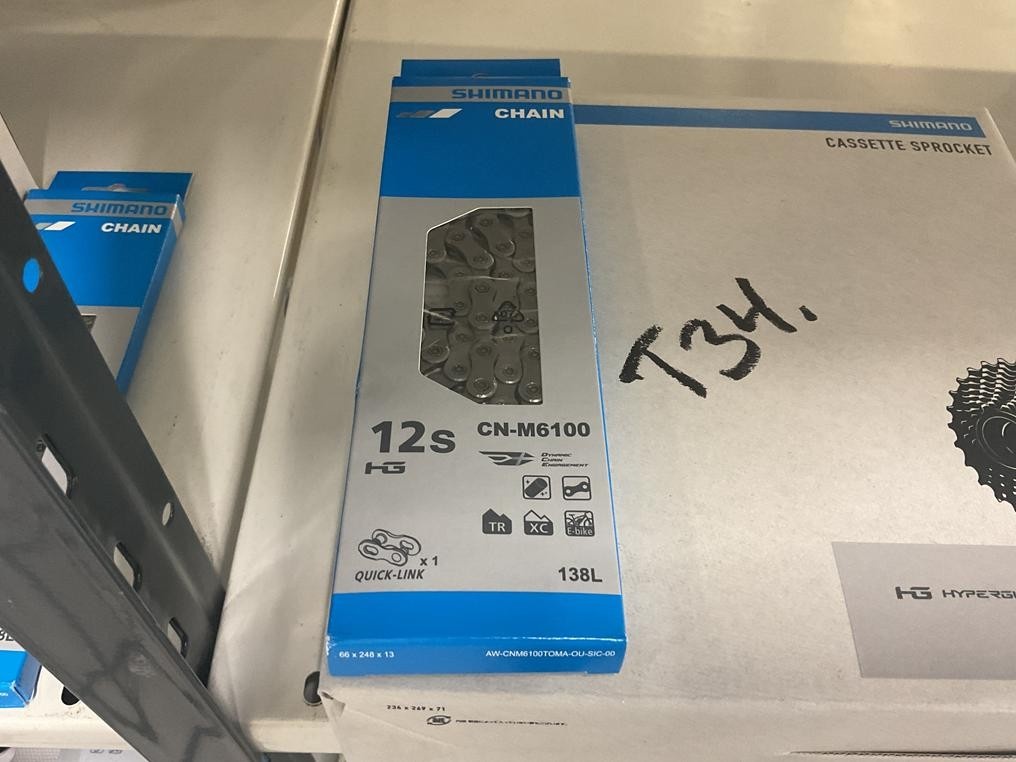 SHIMANO
CHAIN
12s
HG
CN-M6100
DYNAMIC
CHAIN
ENGAGEMENT
TR
XC
E-bike
x 1
QUICK-LINK
138L
66 x 248 x 13
AW-CNM6100TOMA-OU-SIC-00
SHIMANO
CASSETTE SPROCKET
T34.
HG HYPERGL
236 x 269 x 71
SHIMANO
CHAIN